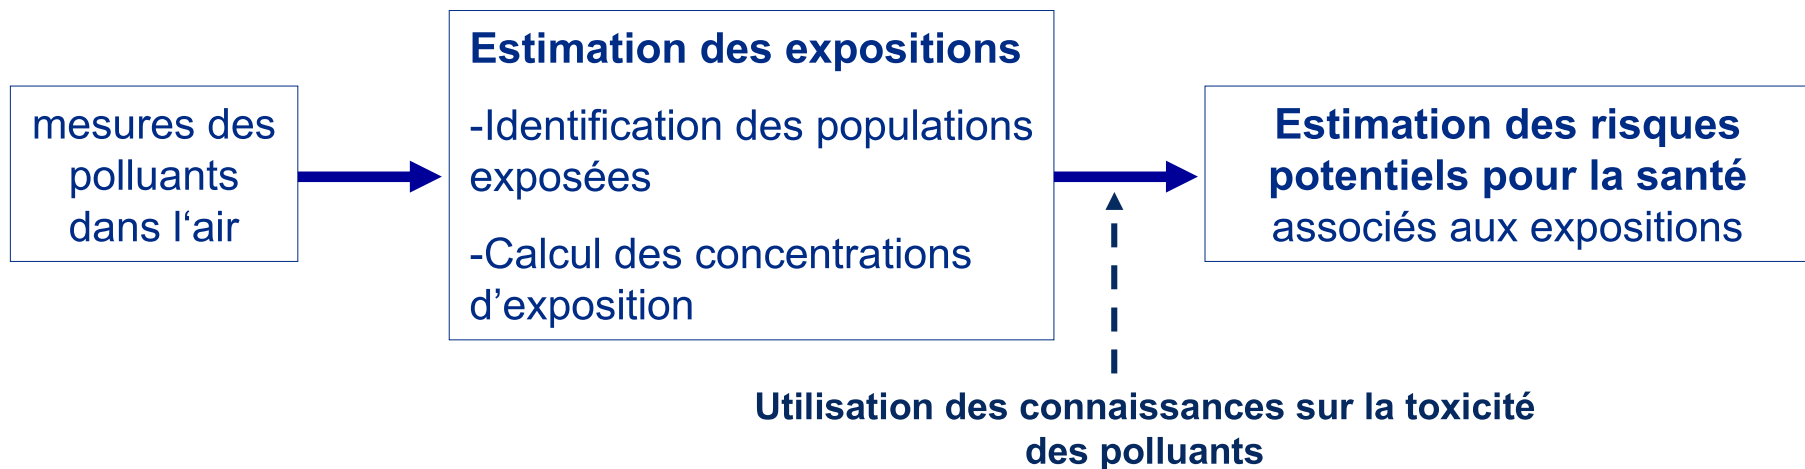 mesures des
polluants
dans l‘air
Estimation des expositions
-Identification des populations
exposées
-Calcul des concentrations
d’exposition
Estimation des risques
potentiels pour la santé
associés aux expositions
Utilisation des connaissances sur la toxicité
des polluants